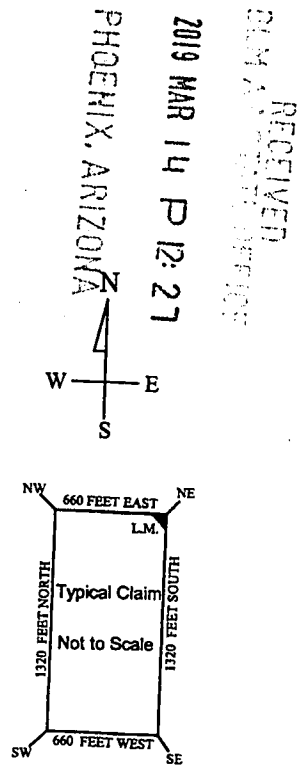 RECEIVED
2019 MAR 14 P 12: 27
PHOENIX, ARIZONA
N
W E
S
NW 660 FEET EAST NE
L.M.
1320 FEET NORTH
Typical Claim
Not to Scale
1320 FEET SOUTH
SW 660 FEET WEST SE